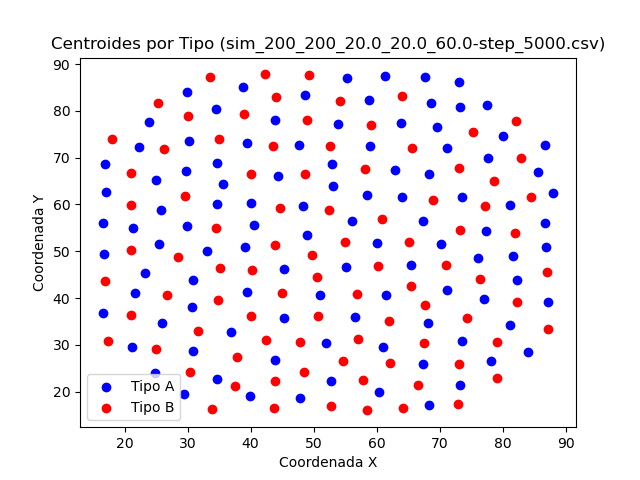 Centroides por Tipo (sim_200_200_20.0_20.0_60.0-step_5000.csv)
90
80
70
60
50
40
30
20
Coordenada Y
Tipo A
Tipo B
20 30 40 50 60 70 80 90
Coordenada X